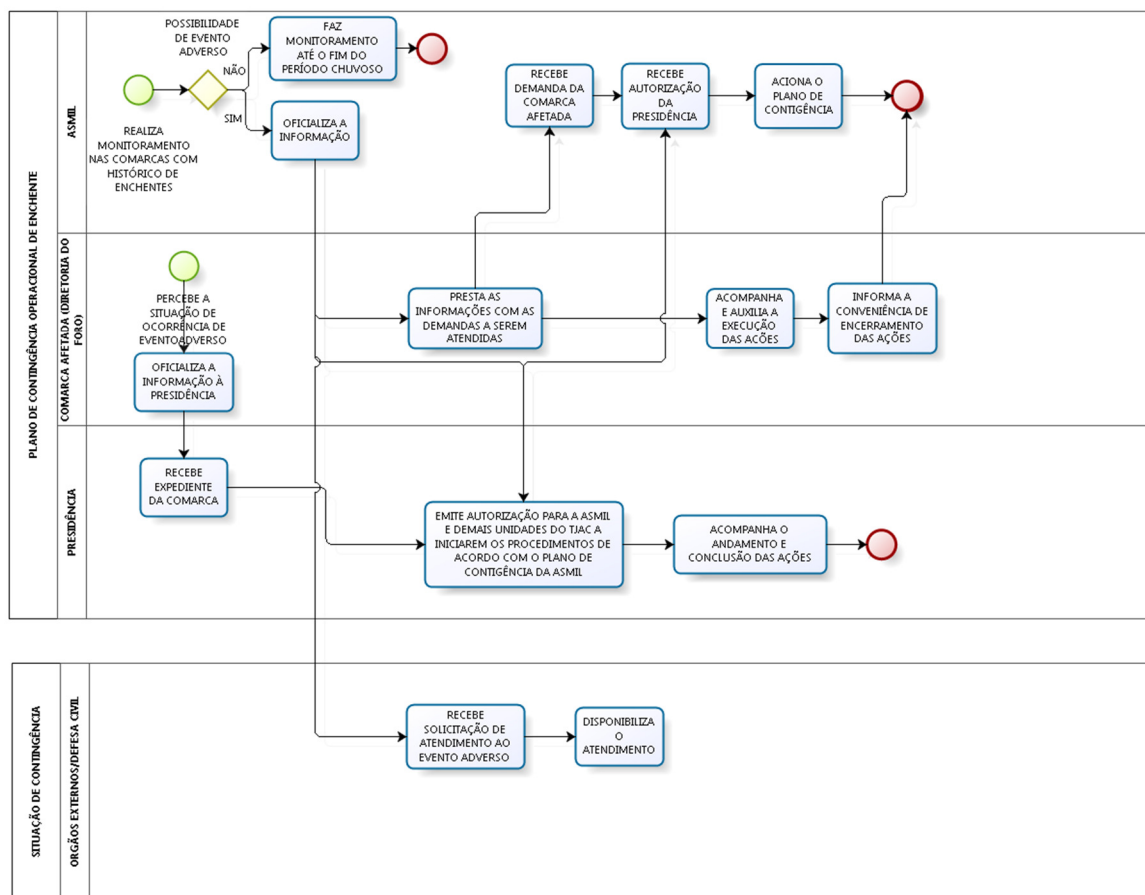 PLANO DE CONTINGÊNCIA OPERACIONAL DE ENCHENTE
ASMIL
POSSIBILIDADE
DE EVENTO
ADVERSO
NÃO
SIM
REALIZA
MONITORAMENTO
NAS COMARCAS COM
HISTÓRICO DE
ENCHENTES
FAZ
MONITORAMENTO
ATÉ O FIM DO
PERÍODO CHUVOSO
OFICIALIZA A
INFORMAÇÃO
RECEBE
DEMANDA DA
COMARCA
AFETADA
RECEBE
AUTORIZAÇÃO
DA
PRESIDÊNCIA
ACIONA O
PLANO DE
CONTIGÊNCIA
COMARCA AFETADA (DIRETORIA DO
FORO)
PERCEBE A
SITUAÇÃO DE
OCORRÊNCIA DE
EVENTOADVERSO
OFICIALIZA A
INFORMAÇÃO À
PRESIDÊNCIA
PRESTA AS
INFORMAÇÕES COM AS
DEMANDAS A SEREM
ATENDIDAS
ACOMPANHA
E AUXILIA A
EXECUÇÃO
DAS ACÕES
INFORMA A
CONVENIÊNCIA DE
ENCERRAMENTO
DAS AÇÕES
PRESIDÊNCIA
RECEBE
EXPEDIENTE
DA COMARCA
EMITE AUTORIZAÇÃO PARA A ASMIL
E DEMAIS UNIDADES DO TJAC A
INICIAREM OS PROCEDIMENTOS DE
ACORDO COM O PLANO DE
CONTIGÊNCIA DA ASMIL
ACOMPANHA O
ANDAMENTO E
CONCLUSÃO DAS AÇÕES
SITUAÇÃO DE CONTINGÊNCIA
ORGÃOS EXTERNOS/DEFESA CIVIL
RECEBE
SOLICITAÇÃO DE
ATENDIMENTO AO
EVENTO ADVERSO
DISPONIBILIZA
O
ATENDIMENTO